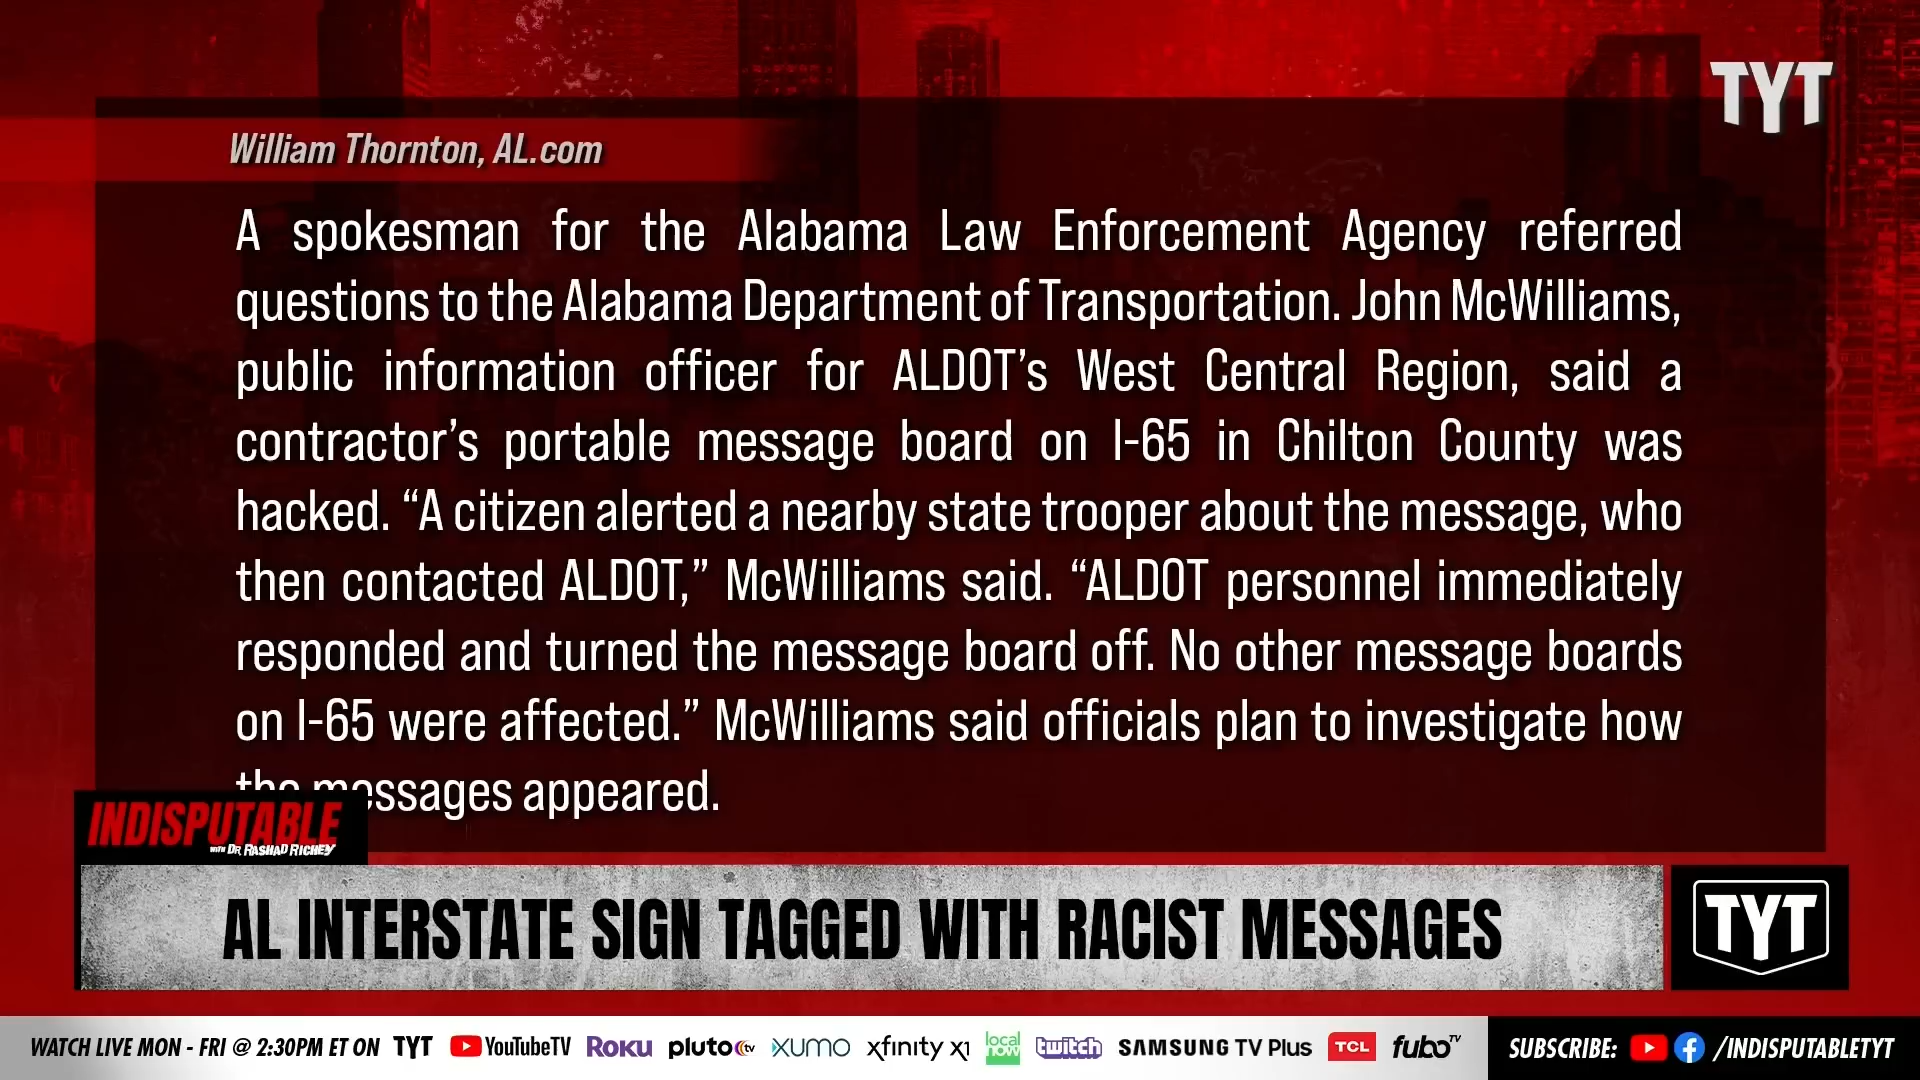 TYT
William Thornton, AL.com
A spokesman for the Alabama Law Enforcement Agency referred
questions to the Alabama Department of Transportation. John McWilliams,
public information officer for ALDOT’s West Central Region, said a
contractor’s portable message board on I-65 in Chilton County was
hacked. “A citizen alerted a nearby state trooper about the message, who
then contacted ALDOT,” McWilliams said. “ALDOT personnel immediately
responded and turned the message board off. No other message boards
on I-65 were affected.” McWilliams said officials plan to investigate how
the messages appeared.
INDISPUTABLE
WITH DR RASHAD RICHEY
AL INTERSTATE SIGN TAGGED WITH RACIST MESSAGES
TYT
WATCH LIVE MON - FRI @ 2:30PM ET ON TYT YouTubeTV ROKU pluto tv XUMO xfinity x1 local now twitch SAMSUNG TV Plus TCL fubo TV SUBSCRIBE: /INDISPUTABLETYT